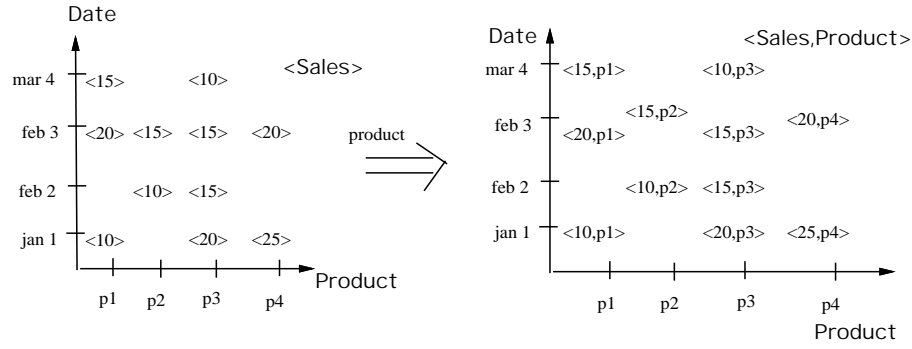 Date
<Sales>
mar 4 <15> <10>
feb 3 <20> <15> <15> <20>
feb 2 <10> <15>
jan 1 <10> <20> <25>
Product
p1 p2 p3 p4
product
Date
<Sales,Product>
mar 4 <15,p1> <10,p3>
feb 3 <20,p1> <15,p2> <15,p3> <20,p4>
feb 2 <10,p2> <15,p3>
jan 1 <10,p1> <20,p3> <25,p4>
p1 p2 p3 p4
Product